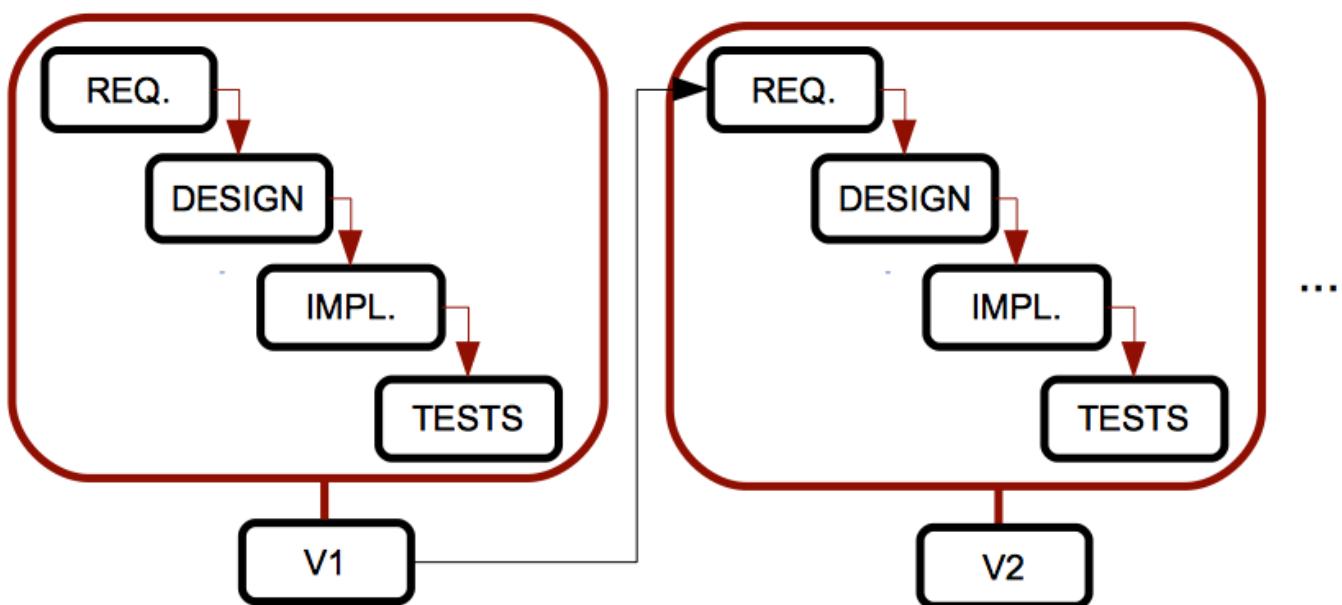 REQ.
DESIGN
IMPL.
TESTS
V1
REQ.
DESIGN
IMPL.
TESTS
V2
...